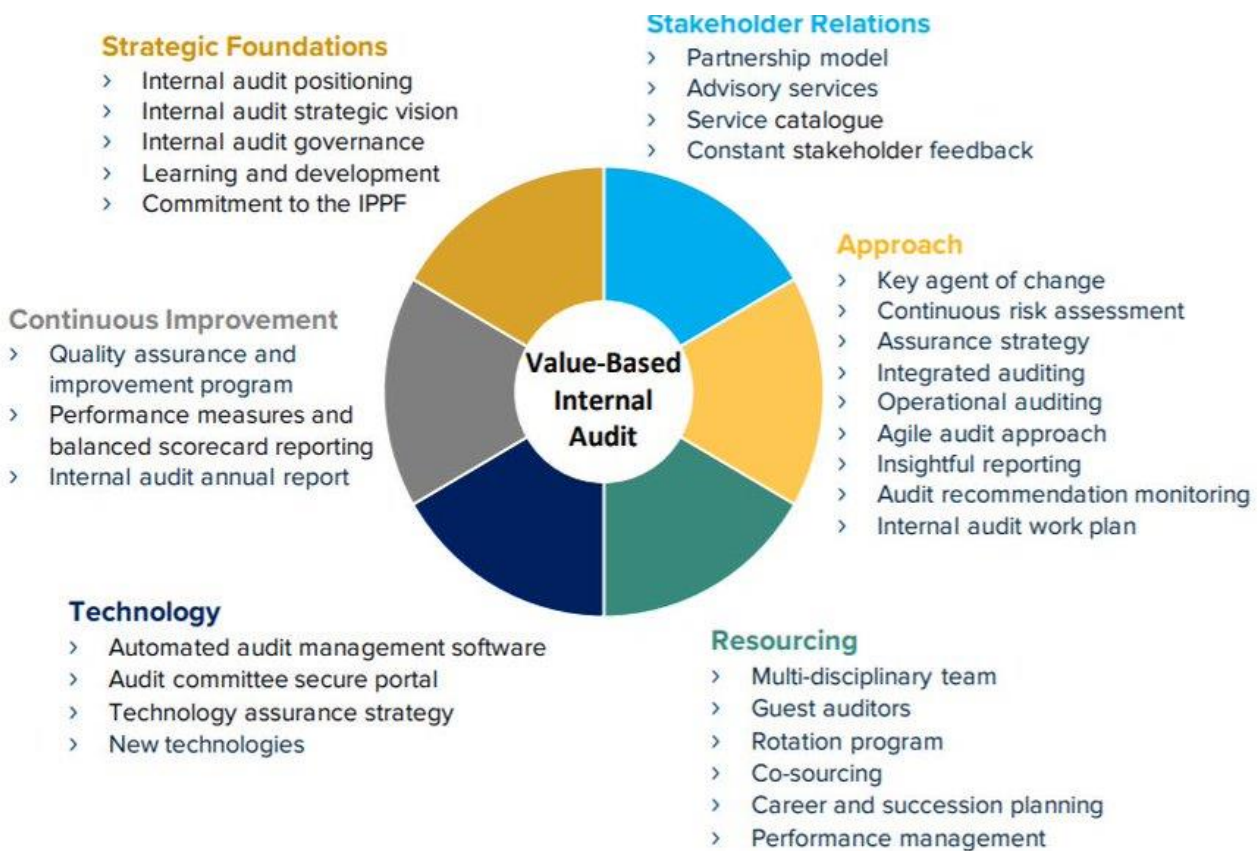 Strategic Foundations
› Internal audit positioning
› Internal audit strategic vision
› Internal audit governance
› Learning and development
› Commitment to the IPPF
Stakeholder Relations
› Partnership model
› Advisory services
› Service catalogue
› Constant stakeholder feedback
Approach
› Key agent of change
› Continuous risk assessment
› Assurance strategy
› Integrated auditing
› Operational auditing
› Agile audit approach
› Insightful reporting
› Audit recommendation monitoring
› Internal audit work plan
Continuous Improvement
› Quality assurance and
improvement program
› Performance measures and
balanced scorecard reporting
› Internal audit annual report
Value-Based
Internal
Audit
Technology
› Automated audit management software
› Audit committee secure portal
› Technology assurance strategy
› New technologies
Resourcing
› Multi-disciplinary team
› Guest auditors
› Rotation program
› Co-sourcing
› Career and succession planning
› Performance management